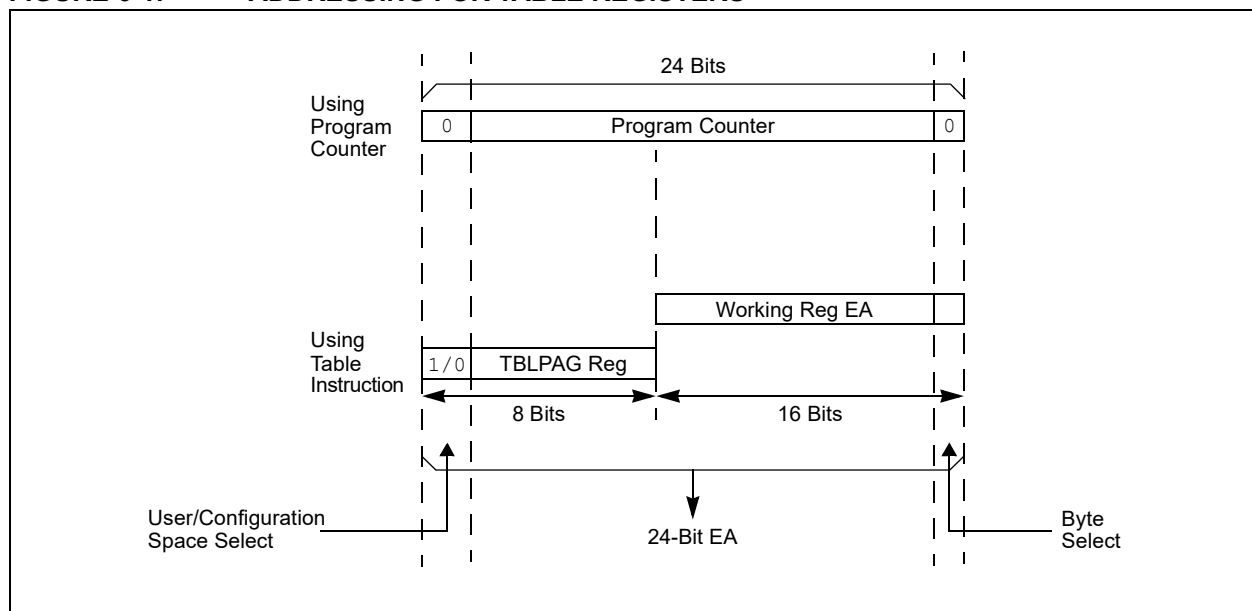 24 Bits
Using
Program
Counter
0 Program Counter 0
Working Reg EA
Using
Table
Instruction
1/0 TBLPAG Reg
8 Bits 16 Bits
User/Configuration
Space Select
24-Bit EA
Byte
Select